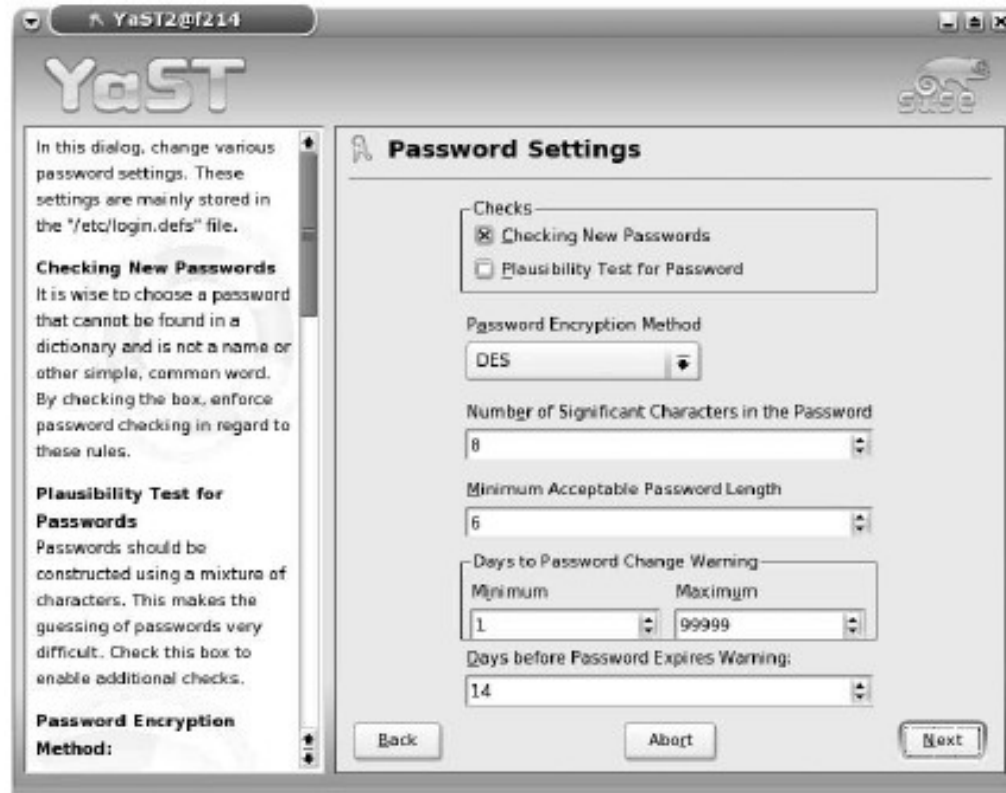 YaST2@f214
YaST
SUSE
In this dialog, change various
password settings. These
settings are mainly stored in
the "/etc/login.defs" file.
Checking New Passwords
It is wise to choose a password
that cannot be found in a
dictionary and is not a name or
other simple, common word.
By checking the box, enforce
password checking in regard to
these rules.
Plausibility Test for
Passwords
Passwords should be
constructed using a mixture of
characters. This makes the
guessing of passwords very
difficult. Check this box to
enable additional checks.
Password Encryption
Method:
Password Settings
Checks
Checking New Passwords
Plausibility Test for Password
Password Encryption Method
DES
Number of Significant Characters in the Password
8
Minimum Acceptable Password Length
6
Days to Password Change Warning
Minimum Maximum
1 99999
Days before Password Expires Warning:
14
Back Abort Next